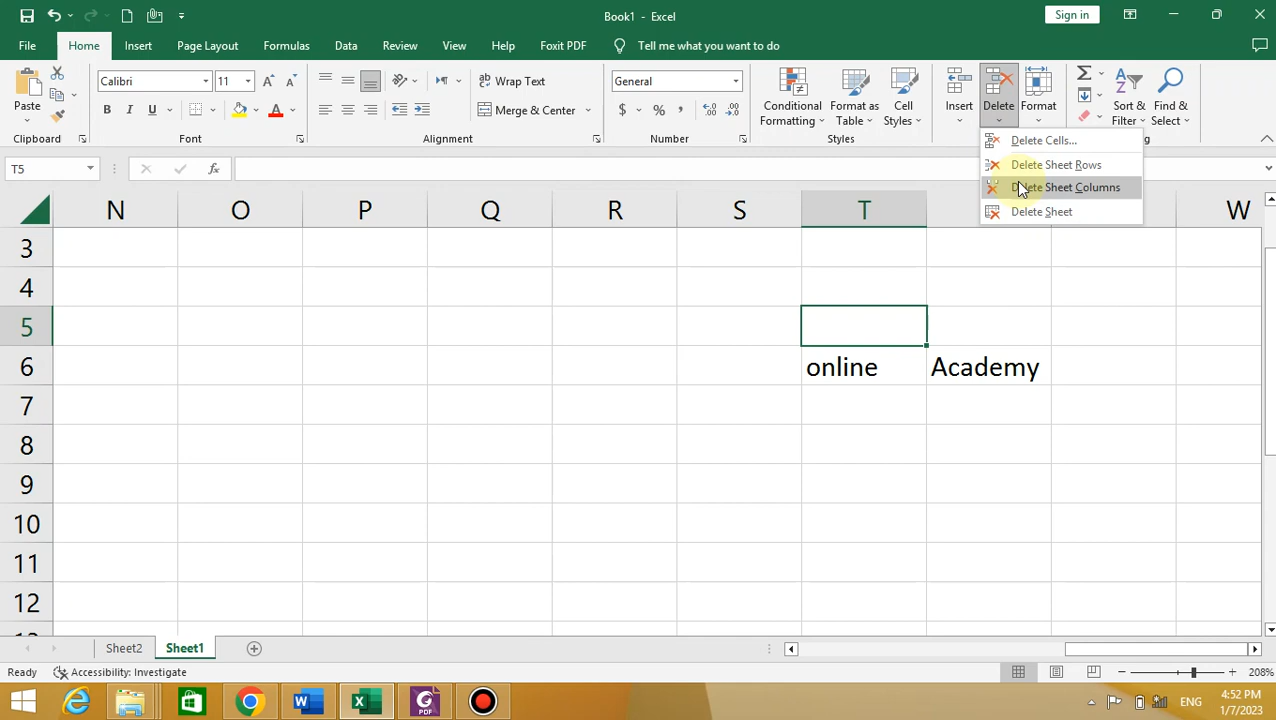 Book1 - Excel
Sign in
File Home Insert Page Layout Formulas Data Review View Help Foxit PDF Tell me what you want to do
Paste
Calibri 11
B I U
Wrap Text
Merge & Center
General
$ % ,
Conditional Formatting
Format as Table
Cell Styles
Insert
Delete
Format
Sort & Filter
Find & Select
Clipboard Font Alignment Number Styles
Delete Cells...
Delete Sheet Rows
Delete Sheet Columns
Delete Sheet
T5
fx
N O P Q R S T W
3
4
5
6 online Academy
7
8
9
10
11
12
Sheet2 Sheet1
Ready Accessibility: Investigate 208%
ENG
4:52 PM
1/7/2023